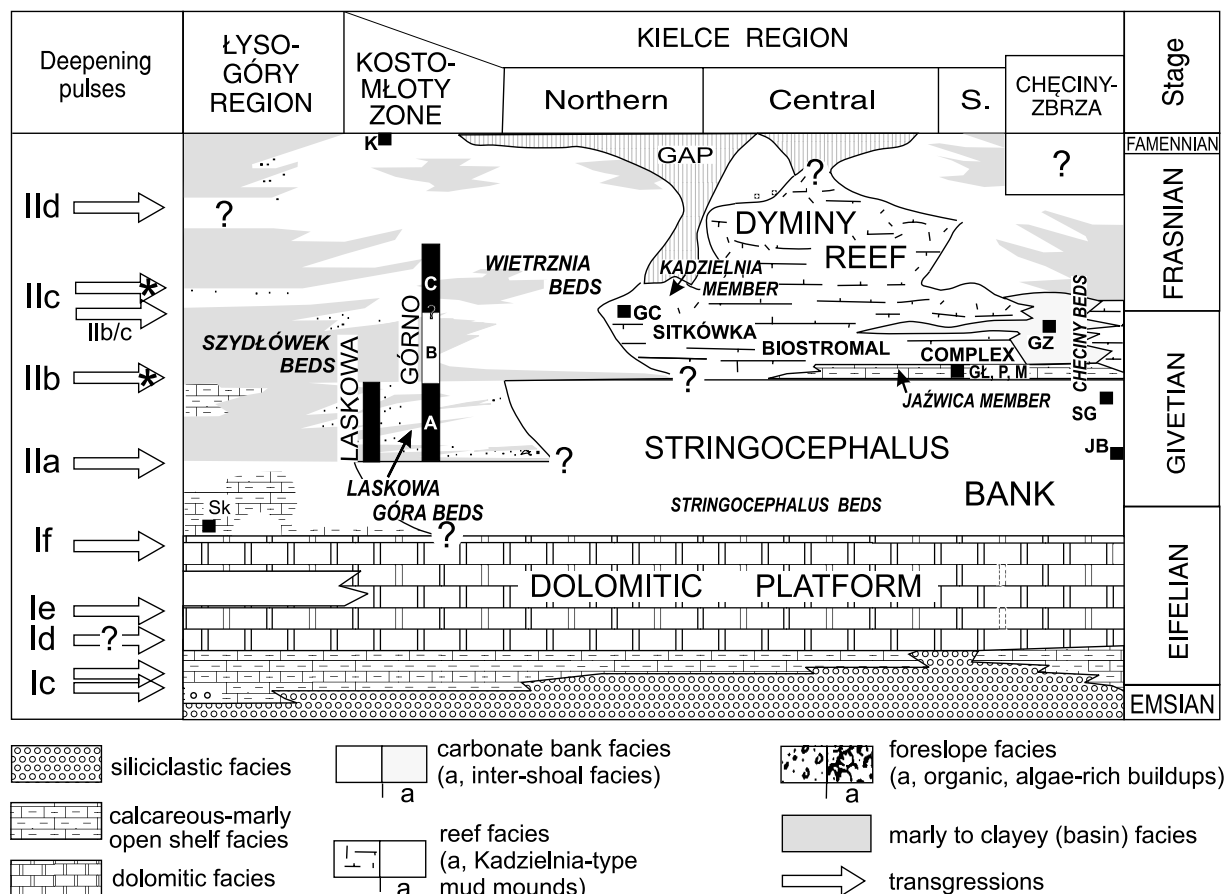 Deepening
pulses
ŁYSO-
GÓRY
REGION
KOSTO-
MŁOTY
ZONE
KIELCE REGION
Northern
Central
S.
CHĘCINY-
ZBRZA
Stage
K
GAP
?
?
FAMENNIAN
IId
?
DYMINY
REEF
FRASNIAN
WIETRZNIA
BEDS
KADZIELNIA
MEMBER
IIc
*
C
?
IIb/c
GC
SITKÓWKA
GZ
CHĘCINY BEDS
SZYDŁÓWEK
BEDS
LASKOWA
GÓRNO
B
BIOSTROMAL
COMPLEX
IIb
*
?
GŁ, P, M
JAŹWICA MEMBER
SG
GIVETIAN
A
STRINGOCEPHALUS
JB
IIa
?
LASKOWA
GÓRA BEDS
STRINGOCEPHALUS BEDS
BANK
Sk
?
If
DOLOMITIC PLATFORM
EIFELIAN
Ie
Id
?
Ic
EMSIAN
siliciclastic facies
calcareous-marly
open shelf facies
dolomitic facies
carbonate bank facies
(a, inter-shoal facies)
a
reef facies
(a, Kadzielnia-type
mud mounds)
a
foreslope facies
(a, organic, algae-rich buildups)
a
marly to clayey (basin) facies
transgressions